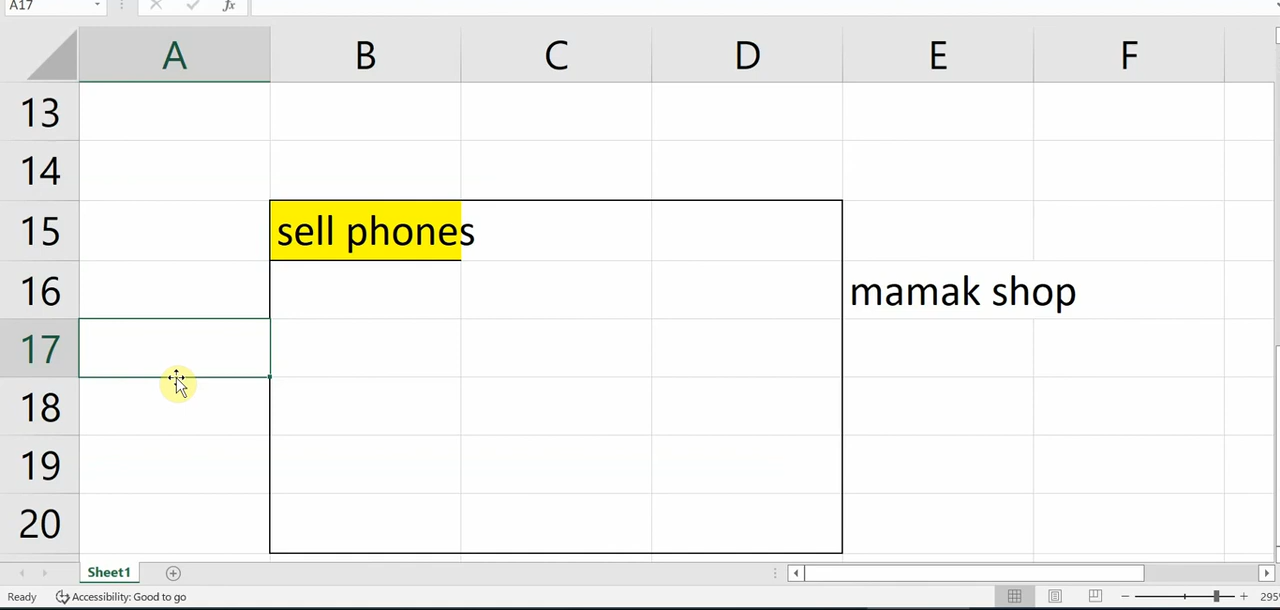 A17
fx
A B C D E F
13
14
15 sell phones
16 mamak shop
17
18
19
20
Sheet1
Ready Accessibility: Good to go